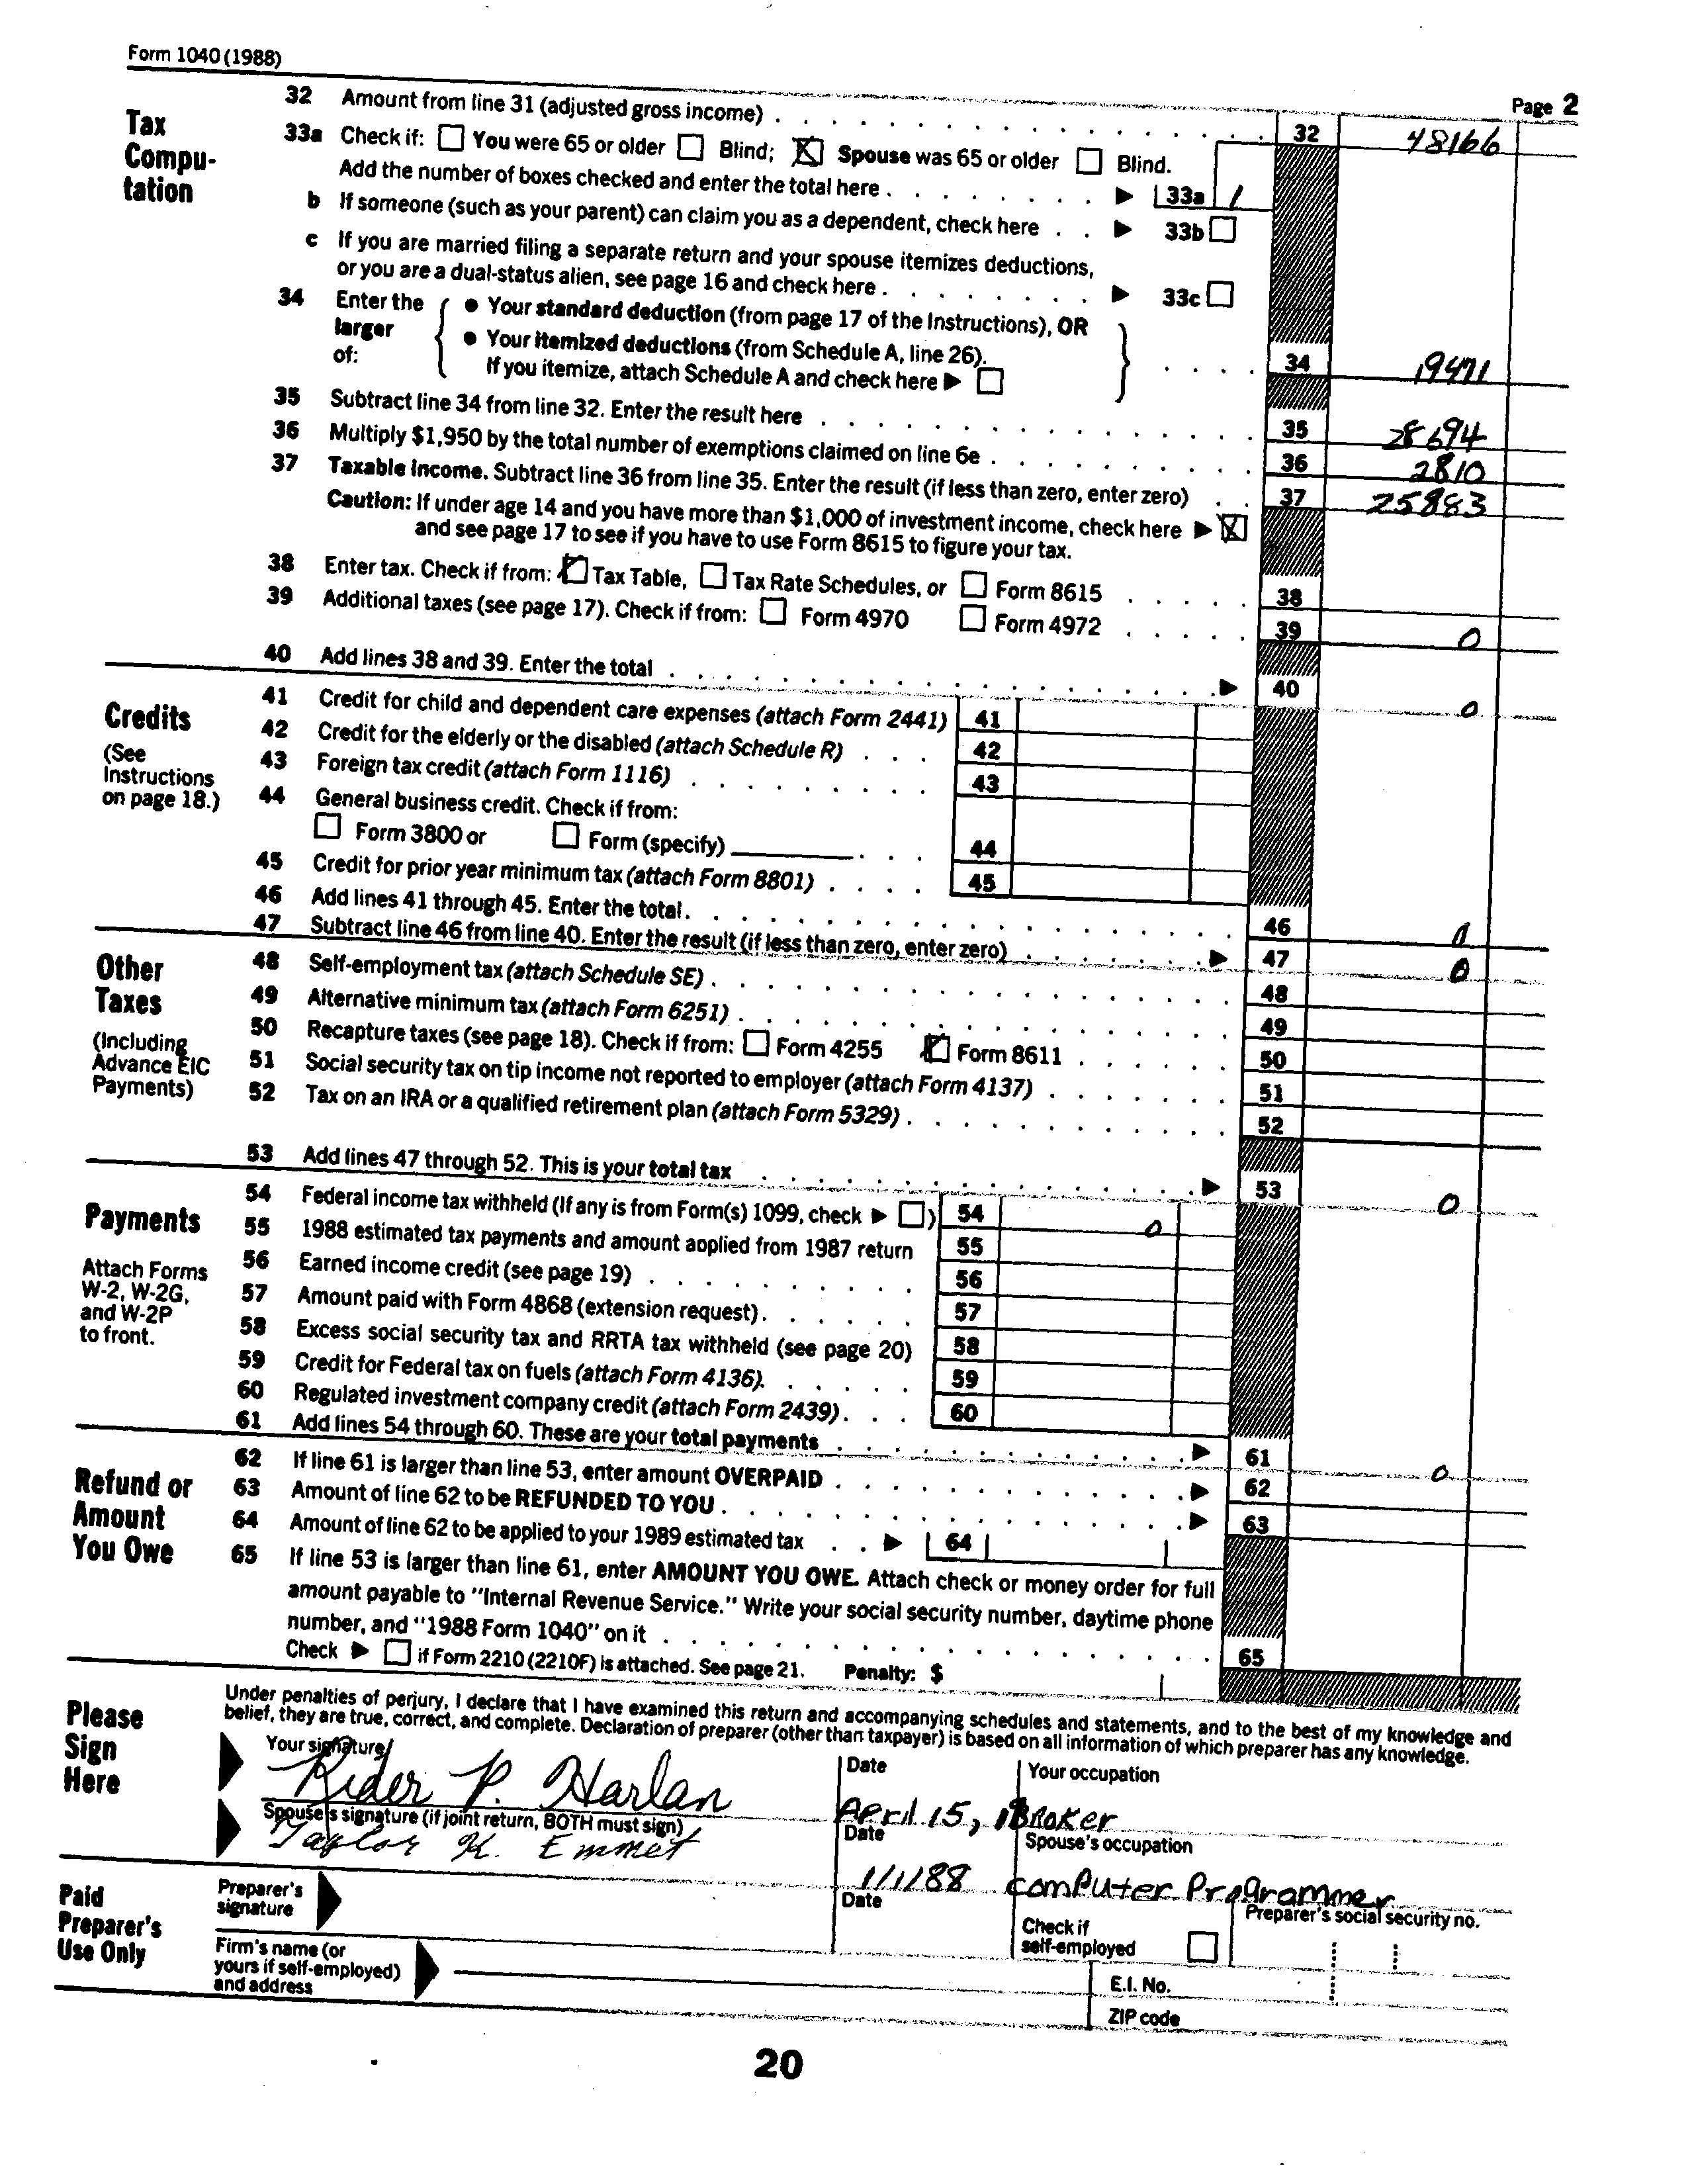 Form 1040 (1988)
Page 2
Tax Compu-tation
32 Amount from line 31 (adjusted gross income) 32 48166
33a Check if: You were 65 or older Blind; X Spouse was 65 or older Blind.
Add the number of boxes checked and enter the total here 33a 1
b If someone (such as your parent) can claim you as a dependent, check here 33b
c If you are married filing a separate return and your spouse itemizes deductions,
or you are a dual-status alien, see page 16 and check here 33c
34 Enter the larger of:
• Your standard deduction (from page 17 of the Instructions), OR
• Your itemized deductions (from Schedule A, line 26).
If you itemize, attach Schedule A and check here 34 19471
35 Subtract line 34 from line 32. Enter the result here 35 28694
36 Multiply $1,950 by the total number of exemptions claimed on line 6e 36 2810
37 Taxable income. Subtract line 36 from line 35. Enter the result (if less than zero, enter zero) 37 25883
Caution: If under age 14 and you have more than $1,000 of investment income, check here X
and see page 17 to see if you have to use Form 8615 to figure your tax.
38 Enter tax. Check if from: X Tax Table, Tax Rate Schedules, or Form 8615 38
39 Additional taxes (see page 17). Check if from: Form 4970 Form 4972 39 0
40 Add lines 38 and 39. Enter the total 40 0
Credits
(See Instructions on page 18.)
41 Credit for child and dependent care expenses (attach Form 2441) 41
42 Credit for the elderly or the disabled (attach Schedule R) 42
43 Foreign tax credit (attach Form 1116) 43
44 General business credit. Check if from:
Form 3800 or Form (specify) 44
45 Credit for prior year minimum tax (attach Form 8801) 45
46 Add lines 41 through 45. Enter the total. 46 0
47 Subtract line 46 from line 40. Enter the result (if less than zero, enter zero) 47 0
Other Taxes
(Including Advance EIC Payments)
48 Self-employment tax (attach Schedule SE) 48
49 Alternative minimum tax (attach Form 6251) 49
50 Recapture taxes (see page 18). Check if from: Form 4255 X Form 8611 50
51 Social security tax on tip income not reported to employer (attach Form 4137) 51
52 Tax on an IRA or a qualified retirement plan (attach Form 5329) 52
53 Add lines 47 through 52. This is your total tax 53 0
Payments
Attach Forms W-2, W-2G, and W-2P to front.
54 Federal income tax withheld (If any is from Form(s) 1099, check ) 54 0
55 1988 estimated tax payments and amount applied from 1987 return 55
56 Earned income credit (see page 19) 56
57 Amount paid with Form 4868 (extension request) 57
58 Excess social security tax and RRTA tax withheld (see page 20) 58
59 Credit for Federal tax on fuels (attach Form 4136) 59
60 Regulated investment company credit (attach Form 2439) 60
61 Add lines 54 through 60. These are your total payments 61 0
Refund or Amount You Owe
62 If line 61 is larger than line 53, enter amount OVERPAID 62
63 Amount of line 62 to be REFUNDED TO YOU 63
64 Amount of line 62 to be applied to your 1989 estimated tax 64
65 If line 53 is larger than line 61, enter AMOUNT YOU OWE. Attach check or money order for full
amount payable to "Internal Revenue Service." Write your social security number, daytime phone
number, and "1988 Form 1040" on it 65
Check if Form 2210 (2210F) is attached. See page 21. Penalty: $
Please Sign Here
Under penalties of perjury, I declare that I have examined this return and accompanying schedules and statements, and to the best of my knowledge and
belief, they are true, correct, and complete. Declaration of preparer (other than taxpayer) is based on all information of which preparer has any knowledge.
Your signature Date Your occupation
Rider P. Harlan April 15, 1 Broker
Spouse's signature (if joint return, BOTH must sign) Date Spouse's occupation
Taylor K. Emmet 1/1/88 computer Programmer
Paid Preparer's Use Only
Preparer's signature Date Check if self-employed Preparer's social security no.
Firm's name (or yours if self-employed) and address
E.I. No.
ZIP code
20